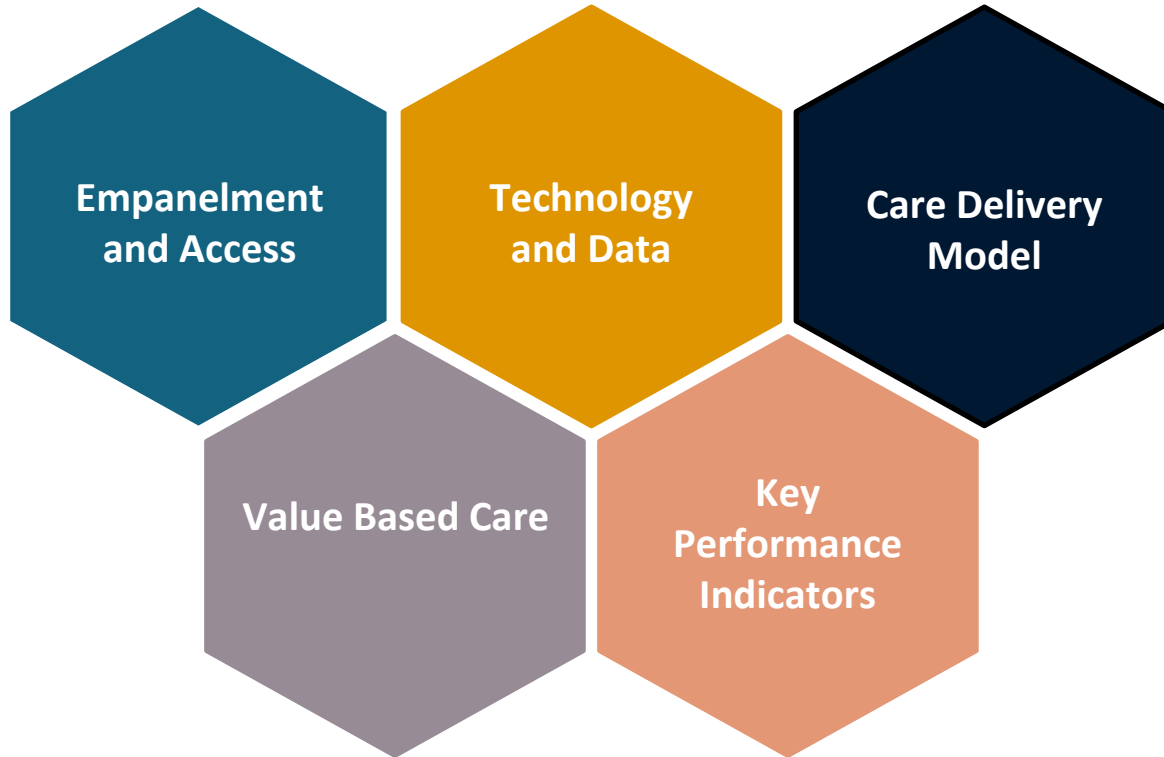 Empanelment
and Access
Technology
and Data
Care Delivery
Model
Value Based Care
Key
Performance
Indicators